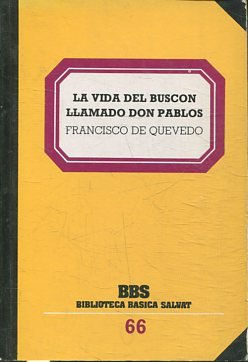 LA VIDA DEL BUSCON
LLAMADO DON PABLOS
FRANCISCO DE QUEVEDO
BBS
BIBLIOTECA BASICA SALVAT
66